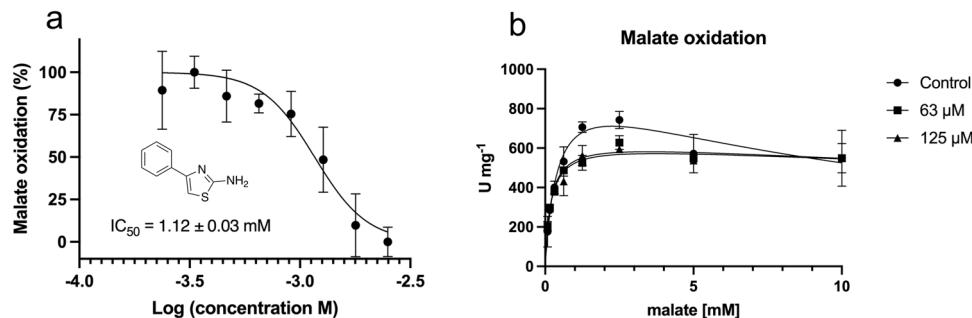 a
Malate oxidation (%)
100
75
50
25
0
N
NH2
S
IC50 = 1.12 ± 0.03 mM
-4.0
-3.5
-3.0
-2.5
Log (concentration M)
b
Malate oxidation
U mg-1
1000
800
600
400
200
0
0
5
10
malate [mM]
Control
63 µM
125 µM